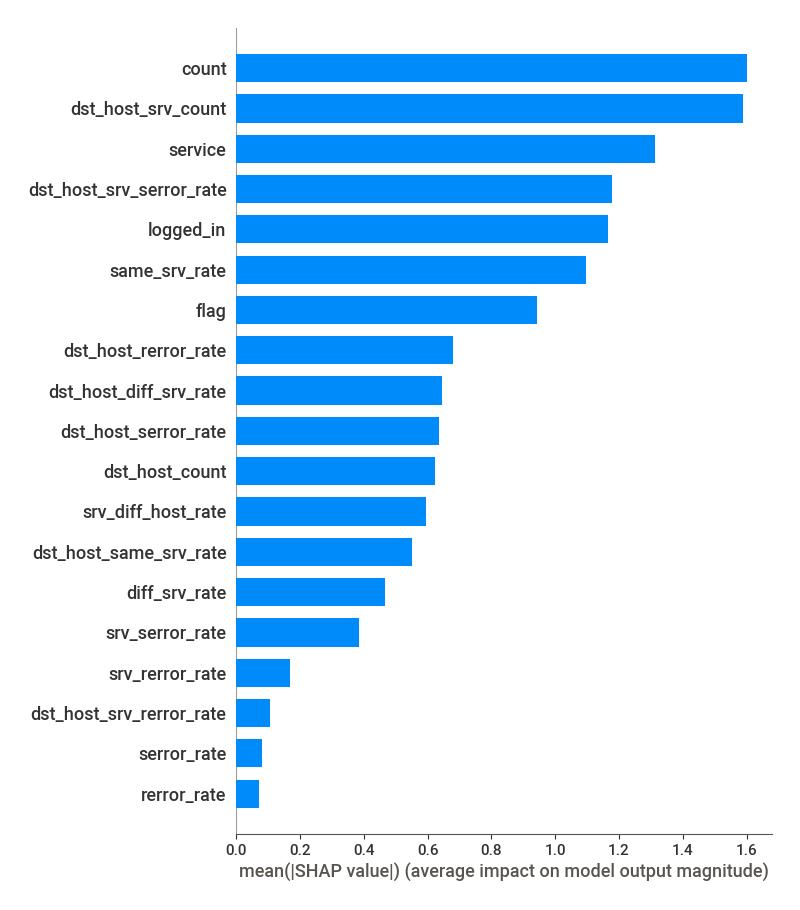 count
dst_host_srv_count
service
dst_host_srv_serror_rate
logged_in
same_srv_rate
flag
dst_host_rerror_rate
dst_host_diff_srv_rate
dst_host_serror_rate
dst_host_count
srv_diff_host_rate
dst_host_same_srv_rate
diff_srv_rate
srv_serror_rate
srv_rerror_rate
dst_host_srv_rerror_rate
serror_rate
rerror_rate
0.0 0.2 0.4 0.6 0.8 1.0 1.2 1.4 1.6
mean(|SHAP value|) (average impact on model output magnitude)